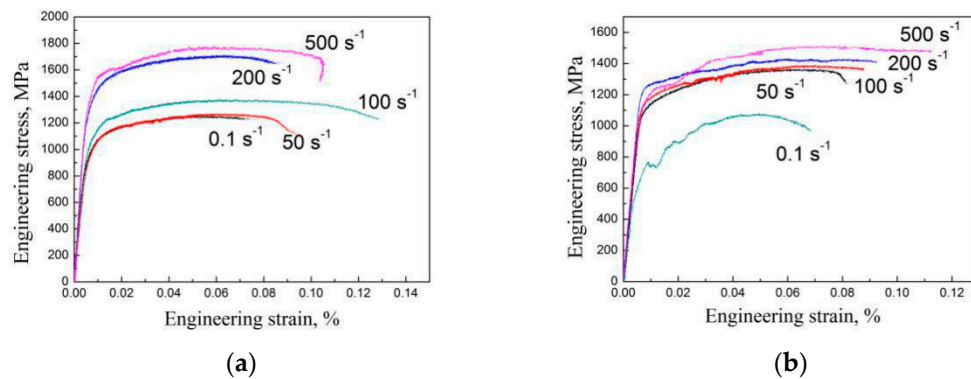 2000
1800
1600
1400
1200
1000
800
600
400
200
0
Engineering stress, MPa
500 s⁻¹
200 s⁻¹
100 s⁻¹
0.1 s⁻¹
50 s⁻¹
0.00 0.02 0.04 0.06 0.08 0.10 0.12 0.14
Engineering strain, %
(a)
1600
1400
1200
1000
800
600
400
200
0
Engineering stress, MPa
500 s⁻¹
200 s⁻¹
100 s⁻¹
50 s⁻¹
0.1 s⁻¹
0.00 0.02 0.04 0.06 0.08 0.10 0.12
Engineering strain, %
(b)